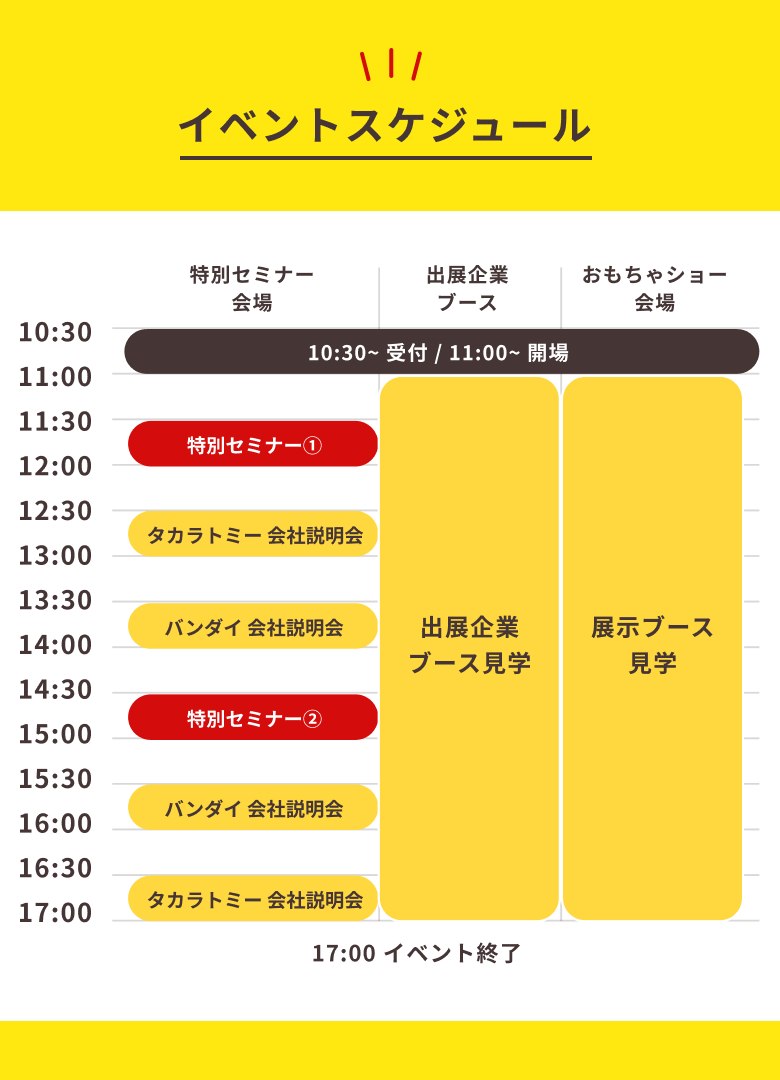 イベントスケジュール
特別セミナー
会場
出展企業
ブース
おもちゃショー
会場
10:30
10:30~ 受付 / 11:00~ 開場
11:00
11:30
特別セミナー①
12:00
12:30
タカラトミー 会社説明会
13:00
13:30
バンダイ 会社説明会
14:00
出展企業
ブース見学
展示ブース
見学
14:30
特別セミナー②
15:00
15:30
バンダイ 会社説明会
16:00
16:30
タカラトミー 会社説明会
17:00
17:00 イベント終了